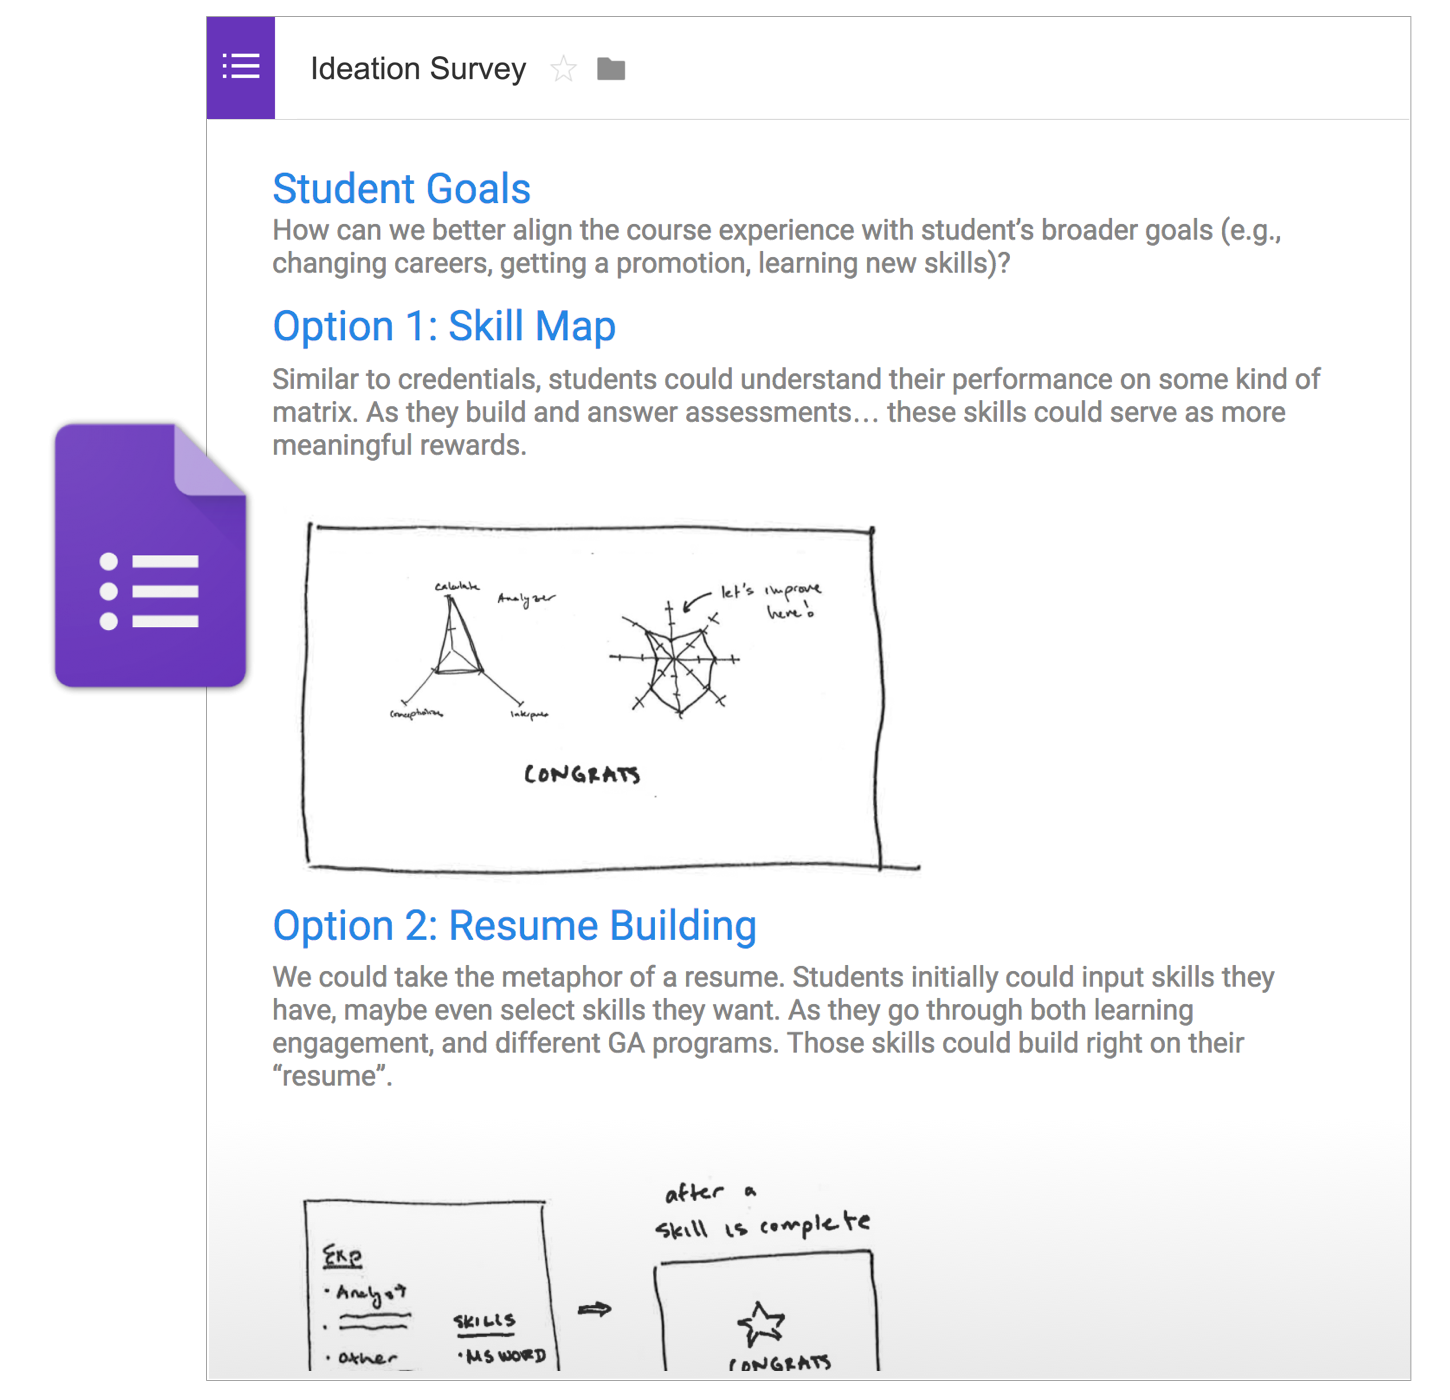 Ideation Survey
Student Goals
How can we better align the course experience with student’s broader goals (e.g.,
changing careers, getting a promotion, learning new skills)?
Option 1: Skill Map
Similar to credentials, students could understand their performance on some kind of
matrix. As they build and answer assessments… these skills could serve as more
meaningful rewards.
calculate
Analyzer
let's improve
here!
Conceptualize
Interpret
CONGRATS
Option 2: Resume Building
We could take the metaphor of a resume. Students initially could input skills they
have, maybe even select skills they want. As they go through both learning
engagement, and different GA programs. Those skills could build right on their
“resume”.
after a
skill is complete
Exp
· Analyst
SKILLS
· other
· MS WORD
CONGRATS